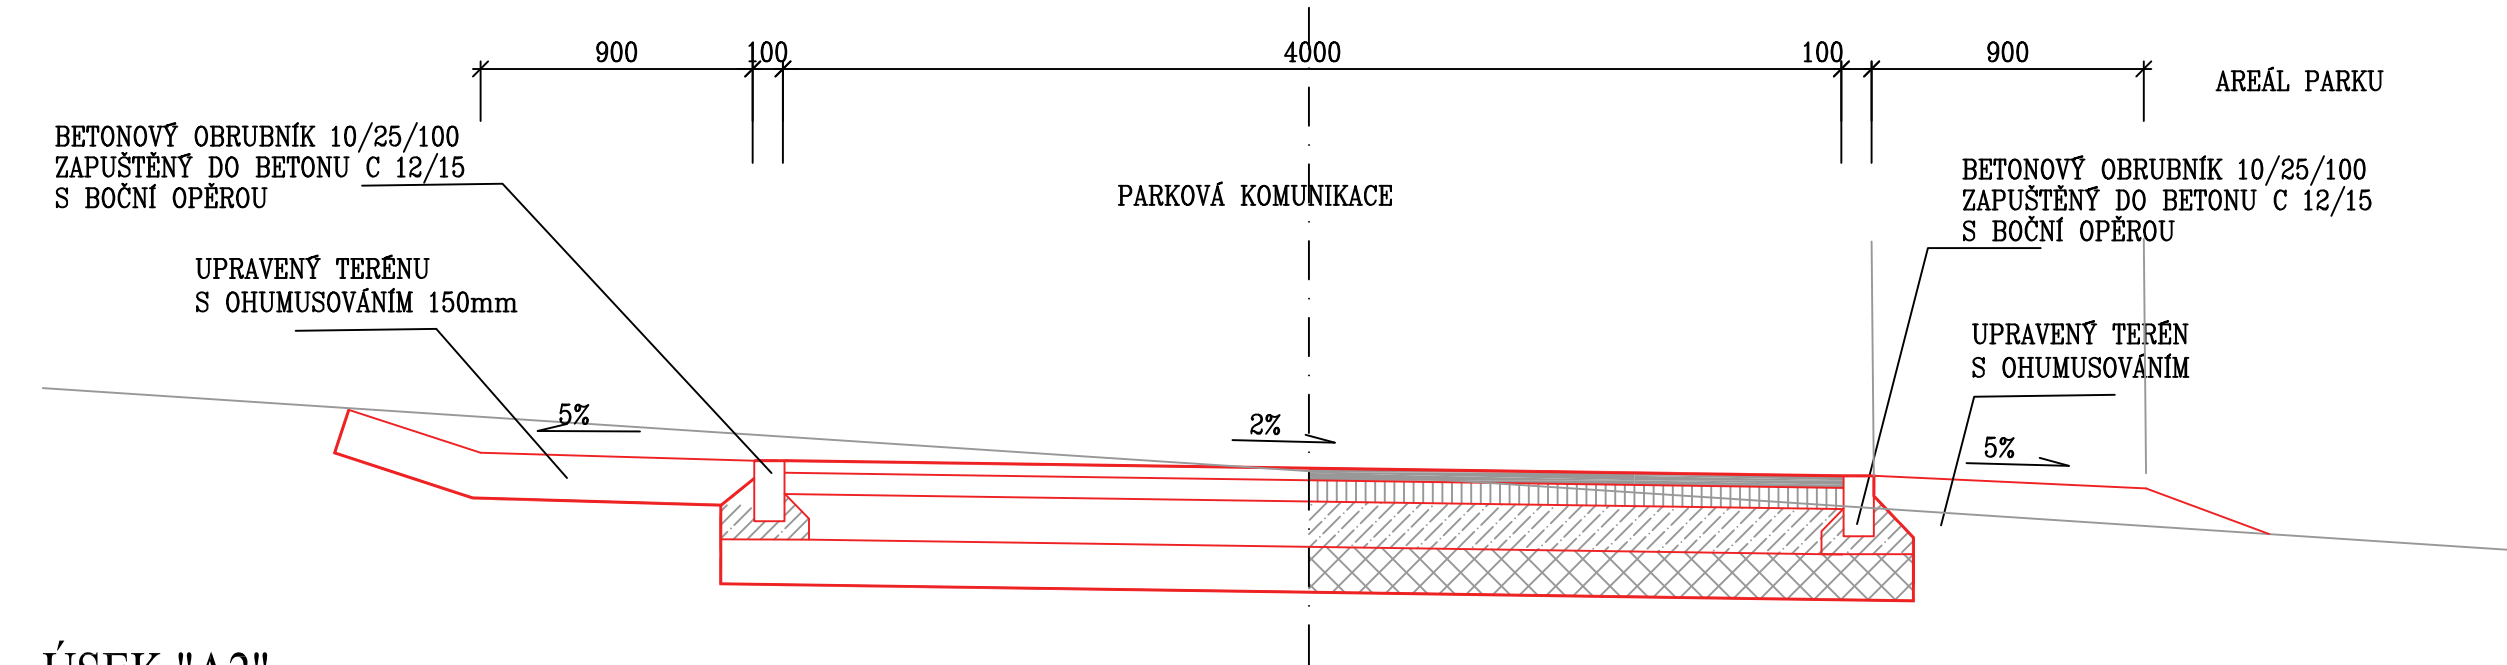 900
100
4000
100
900
AREÁL PARKU
BETONOVÝ OBRUBNÍK 10/25/100
ZAPUŠTĚNÝ DO BETONU C 12/15
S BOČNÍ OPĚROU
PARKOVÁ KOMUNIKACE
BETONOVÝ OBRUBNÍK 10/25/100
ZAPUŠTĚNÝ DO BETONU C 12/15
S BOČNÍ OPĚROU
UPRAVENÝ TERÉNU
S OHUMUSOVÁNÍM 150mm
UPRAVENÝ TERÉN
S OHUMUSOVÁNÍM
5%
2%
5%
ÚSEK "A2"